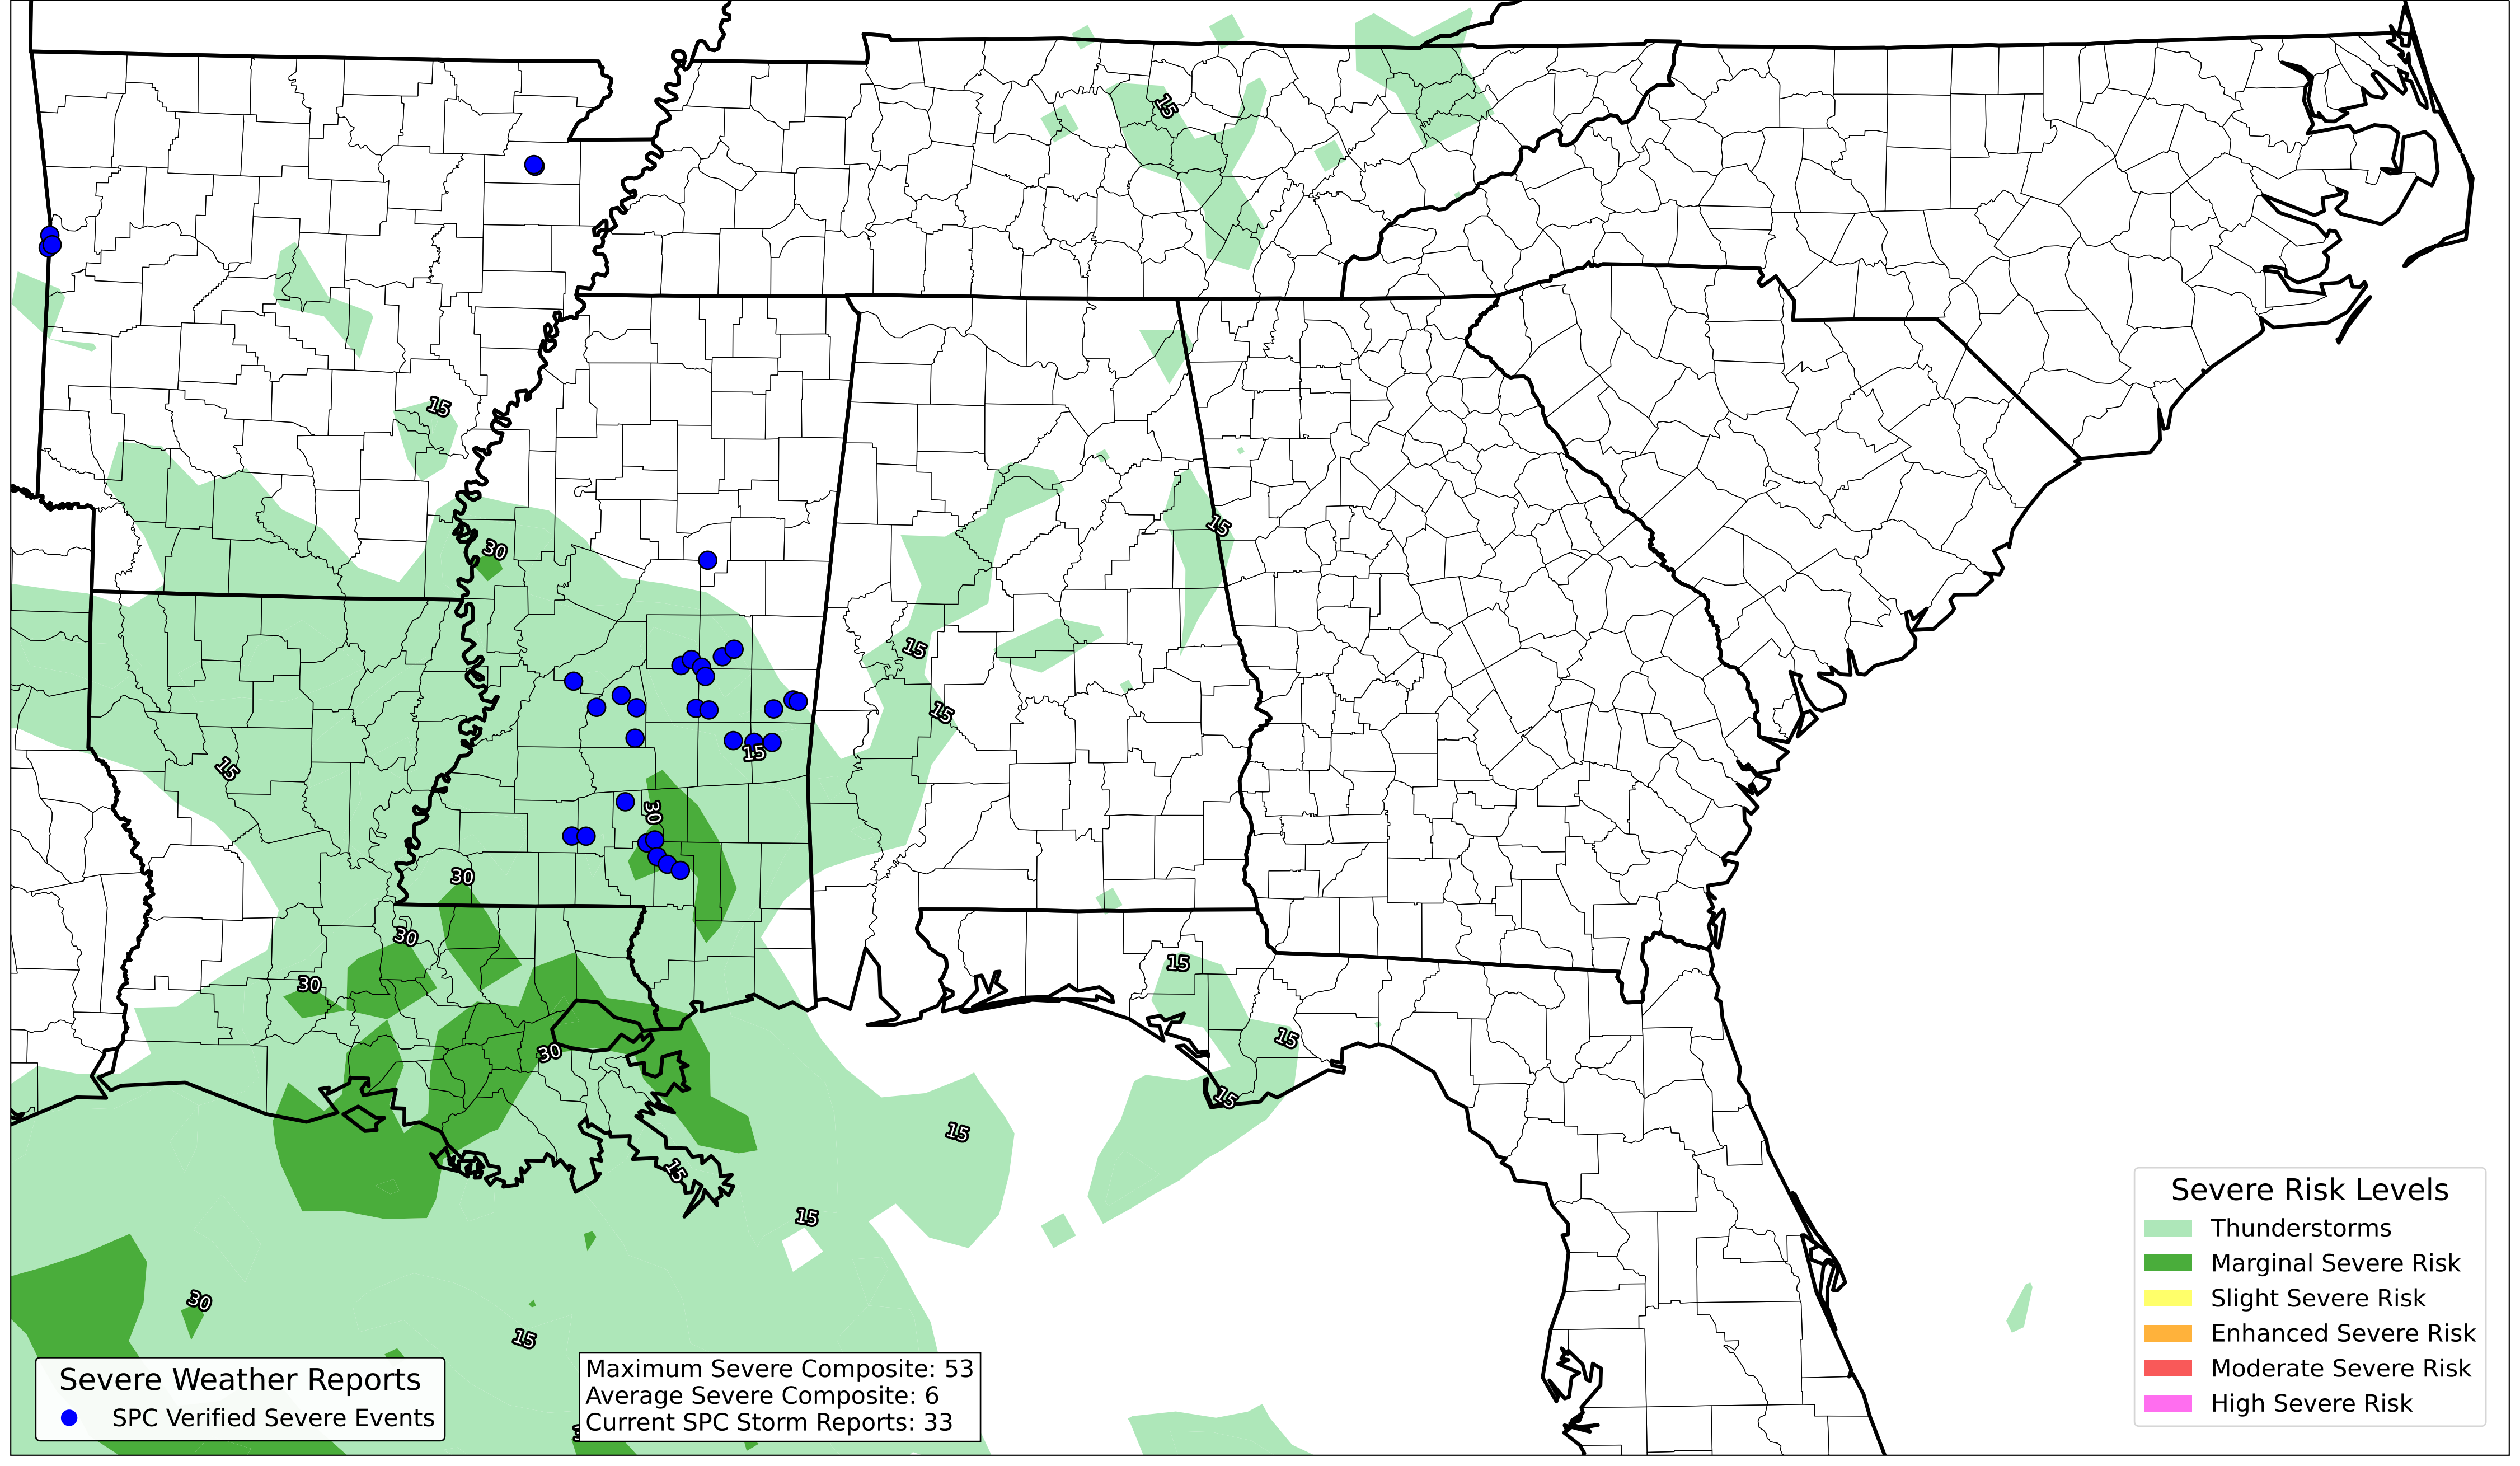 15
15
30
15
15
15
15
15
30
30
30
15
30
15
30
15
15
15
15
15
30
15
Severe Weather Reports
SPC Verified Severe Events
Maximum Severe Composite: 53
Average Severe Composite: 6
Current SPC Storm Reports: 33
Severe Risk Levels
Thunderstorms
Marginal Severe Risk
Slight Severe Risk
Enhanced Severe Risk
Moderate Severe Risk
High Severe Risk